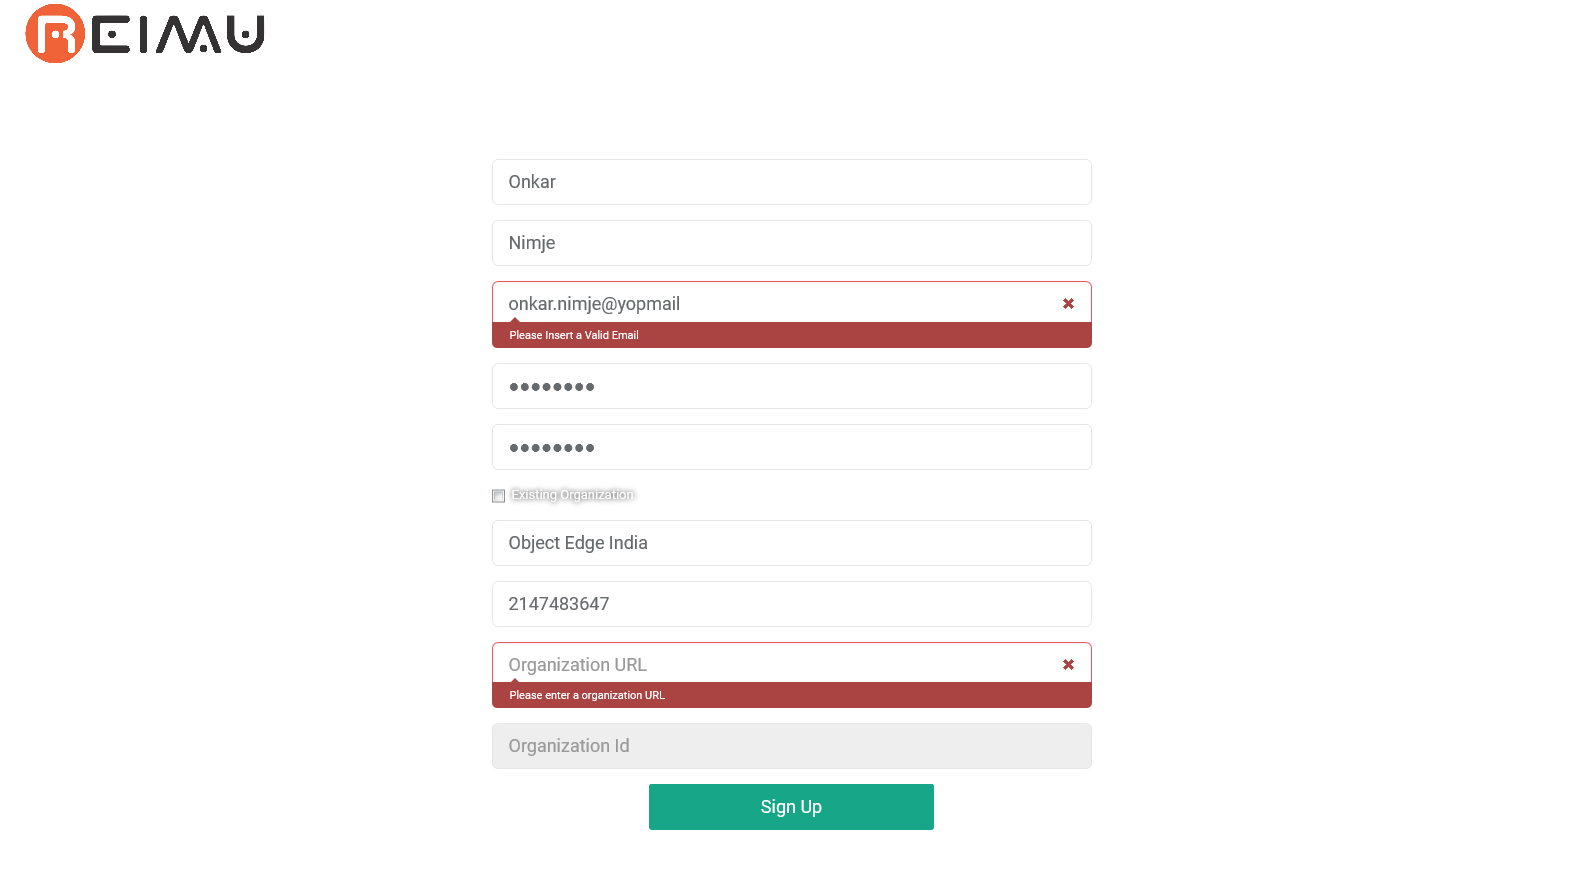 REIMU
Onkar
Nimje
onkar.nimje@yopmail
Please Insert a Valid Email
Existing Organization
Object Edge India
2147483647
Organization URL
Please enter a organization URL
Organization Id
Sign Up